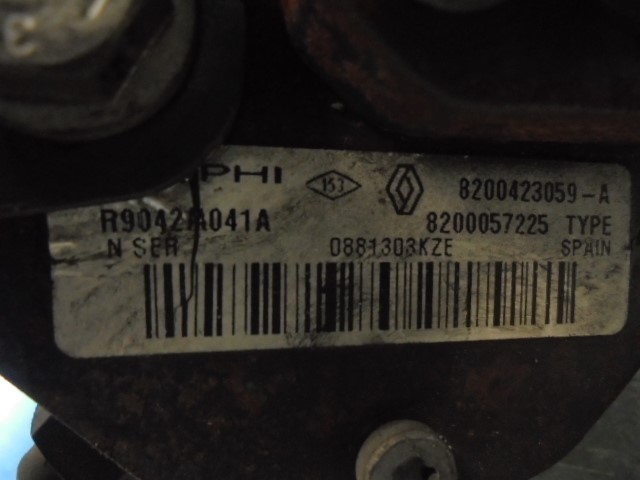 PHI 153 8200423059-A
R9042A041A 8200057225 TYPE
N SER 0881303KZE SPAIN